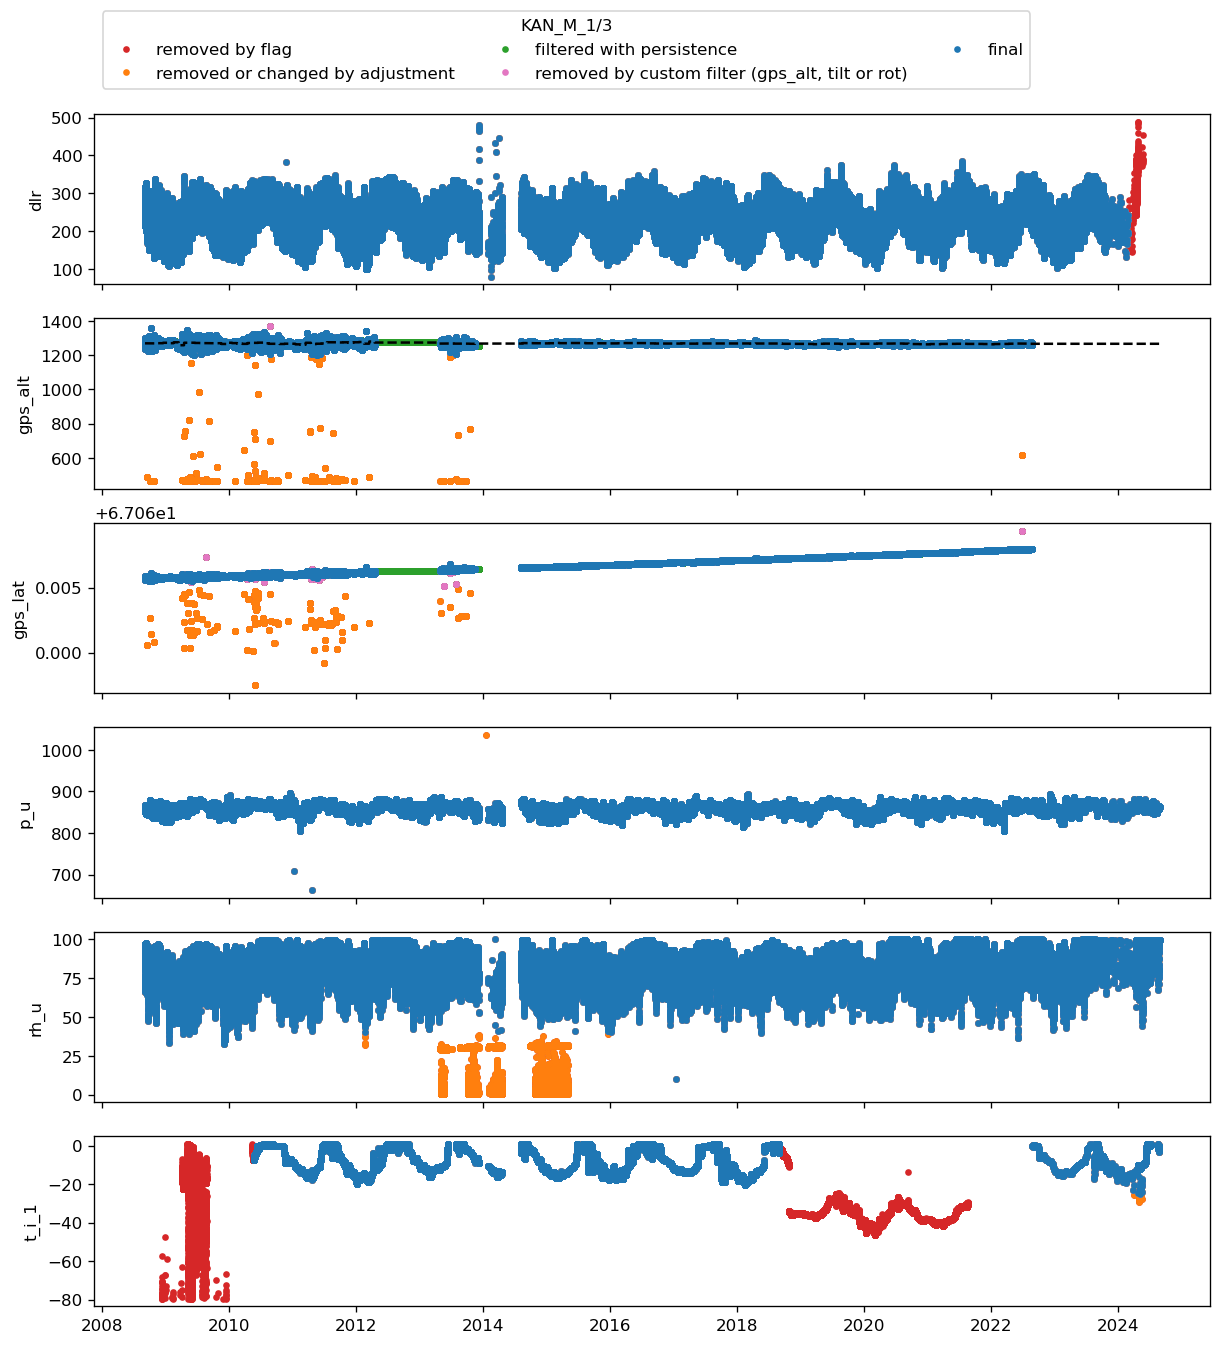 KAN_M_1/3
removed by flag
filtered with persistence
final
removed or changed by adjustment
removed by custom filter (gps_alt, tilt or rot)
500
400
300
200
100
dlr
1400
1200
1000
800
600
gps_alt
+6.706e1
0.005
0.000
gps_lat
1000
900
800
700
p_u
100
75
50
25
0
rh_u
0
−20
−40
−60
−80
t_i_1
2008 2010 2012 2014 2016 2018 2020 2022 2024